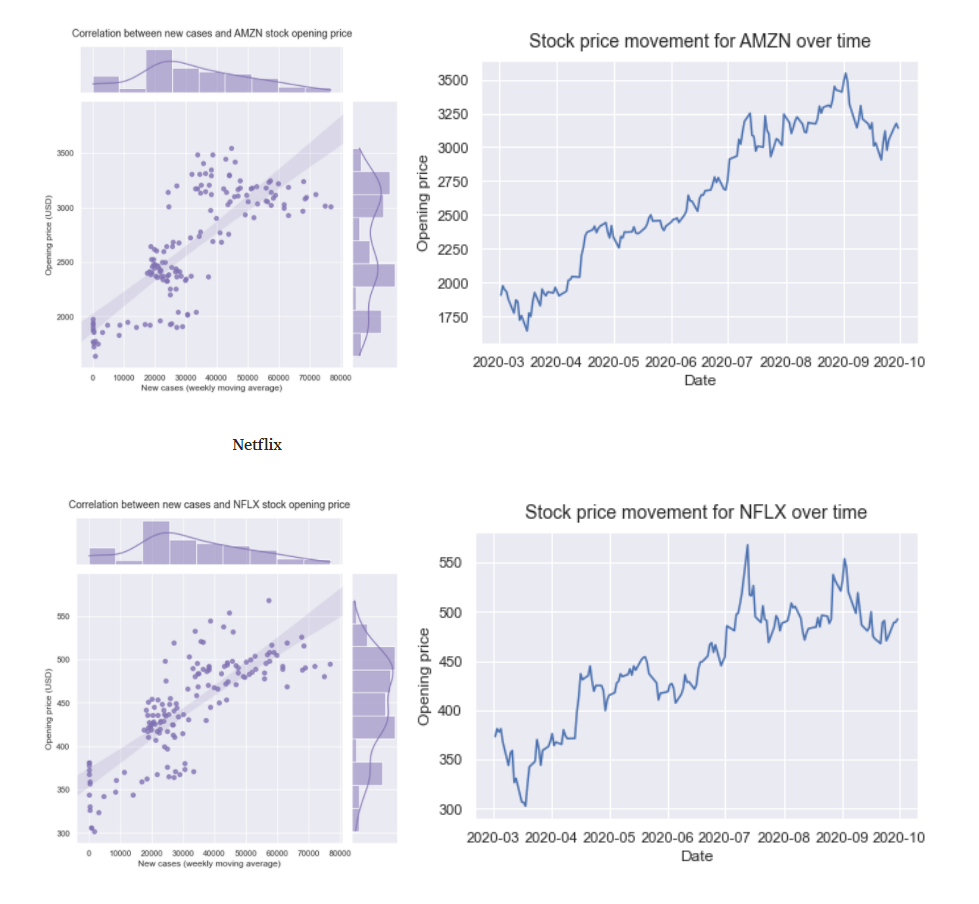 Correlation between new cases and AMZN stock opening price
Opening price (USD)
3500
3000
2500
2000
0 10000 20000 30000 40000 50000 60000 70000 80000
New cases (weekly moving average)
Stock price movement for AMZN over time
Opening price
3500
3250
3000
2750
2500
2250
2000
1750
2020-03 2020-04 2020-05 2020-06 2020-07 2020-08 2020-09 2020-10
Date
Netflix
Correlation between new cases and NFLX stock opening price
Opening price (USD)
550
500
450
400
350
300
0 10000 20000 30000 40000 50000 60000 70000 80000
New cases (weekly moving average)
Stock price movement for NFLX over time
Opening price
550
500
450
400
350
300
2020-03 2020-04 2020-05 2020-06 2020-07 2020-08 2020-09 2020-10
Date